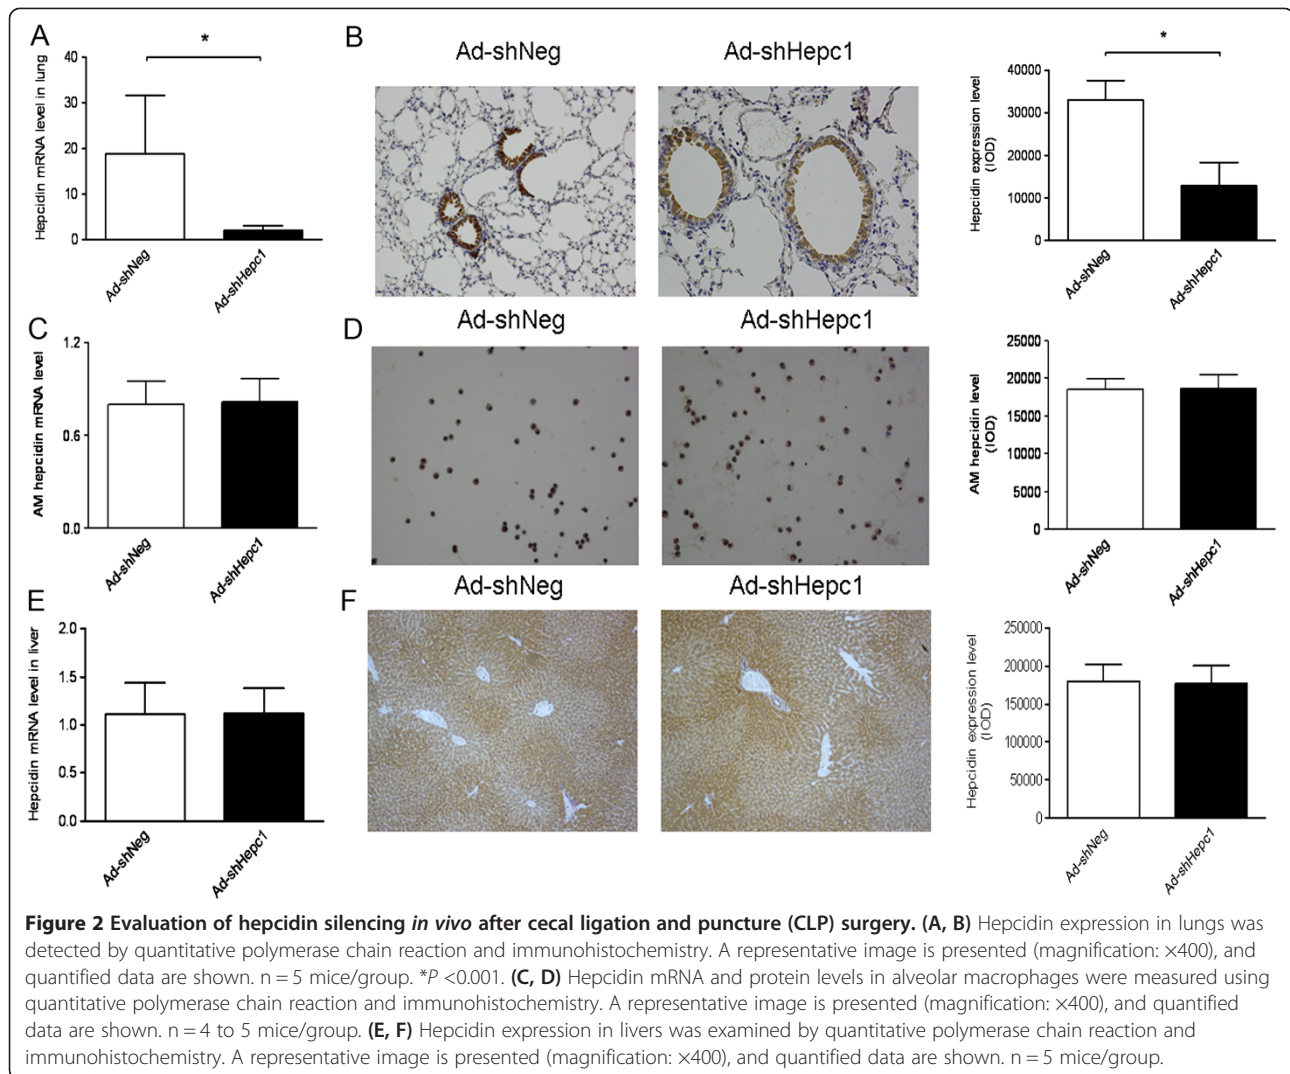 A
Hepcidin mRNA level in lung
40
30
20
10
0
*
Ad-shNeg
Ad-shHepc1
B
Ad-shNeg
Ad-shHepc1
Hepcidin expression level
(IOD)
40000
30000
20000
10000
0
*
Ad-shNeg
Ad-shHepc1
C
AM hepcidin mRNA level
1.2
0.6
0.0
Ad-shNeg
Ad-shHepc1
D
Ad-shNeg
Ad-shHepc1
AM hepcidin level
(IOD)
25000
20000
15000
10000
5000
0
Ad-shNeg
Ad-shHepc1
E
Hepcidin mRNA level in liver
2.0
1.5
1.0
0.5
0.0
Ad-shNeg
Ad-shHepc1
F
Ad-shNeg
Ad-shHepc1
Hepcidin expression level
(IOD)
250000
200000
150000
100000
50000
0
Ad-shNeg
Ad-shHepc1
Figure 2 Evaluation of hepcidin silencing in vivo after cecal ligation and puncture (CLP) surgery. (A, B) Hepcidin expression in lungs was
detected by quantitative polymerase chain reaction and immunohistochemistry. A representative image is presented (magnification: ×400), and
quantified data are shown. n = 5 mice/group. *P <0.001. (C, D) Hepcidin mRNA and protein levels in alveolar macrophages were measured using
quantitative polymerase chain reaction and immunohistochemistry. A representative image is presented (magnification: ×400), and quantified
data are shown. n = 4 to 5 mice/group. (E, F) Hepcidin expression in livers was examined by quantitative polymerase chain reaction and
immunohistochemistry. A representative image is presented (magnification: ×400), and quantified data are shown. n = 5 mice/group.